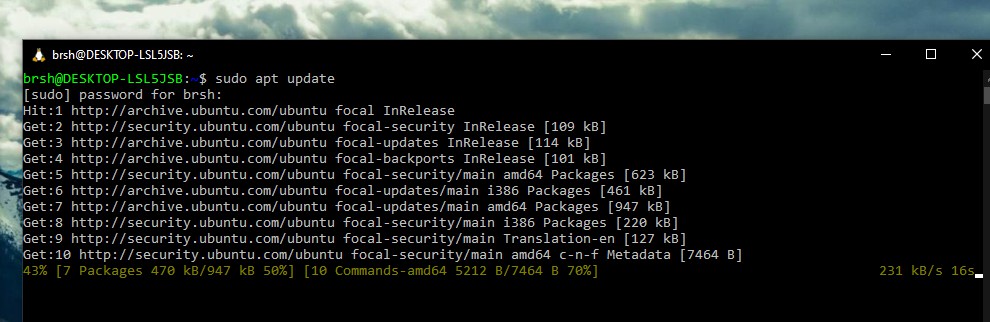 brsh@DESKTOP-LSL5JSB: ~
brsh@DESKTOP-LSL5JSB:~$ sudo apt update
[sudo] password for brsh:
Hit:1 http://archive.ubuntu.com/ubuntu focal InRelease
Get:2 http://security.ubuntu.com/ubuntu focal-security InRelease [109 kB]
Get:3 http://archive.ubuntu.com/ubuntu focal-updates InRelease [114 kB]
Get:4 http://archive.ubuntu.com/ubuntu focal-backports InRelease [101 kB]
Get:5 http://security.ubuntu.com/ubuntu focal-security/main amd64 Packages [623 kB]
Get:6 http://archive.ubuntu.com/ubuntu focal-updates/main i386 Packages [461 kB]
Get:7 http://archive.ubuntu.com/ubuntu focal-updates/main amd64 Packages [947 kB]
Get:8 http://security.ubuntu.com/ubuntu focal-security/main i386 Packages [220 kB]
Get:9 http://security.ubuntu.com/ubuntu focal-security/main Translation-en [127 kB]
Get:10 http://security.ubuntu.com/ubuntu focal-security/main amd64 c-n-f Metadata [7464 B]
43% [7 Packages 470 kB/947 kB 50%] [10 Commands-amd64 5212 B/7464 B 70%] 231 kB/s 16s